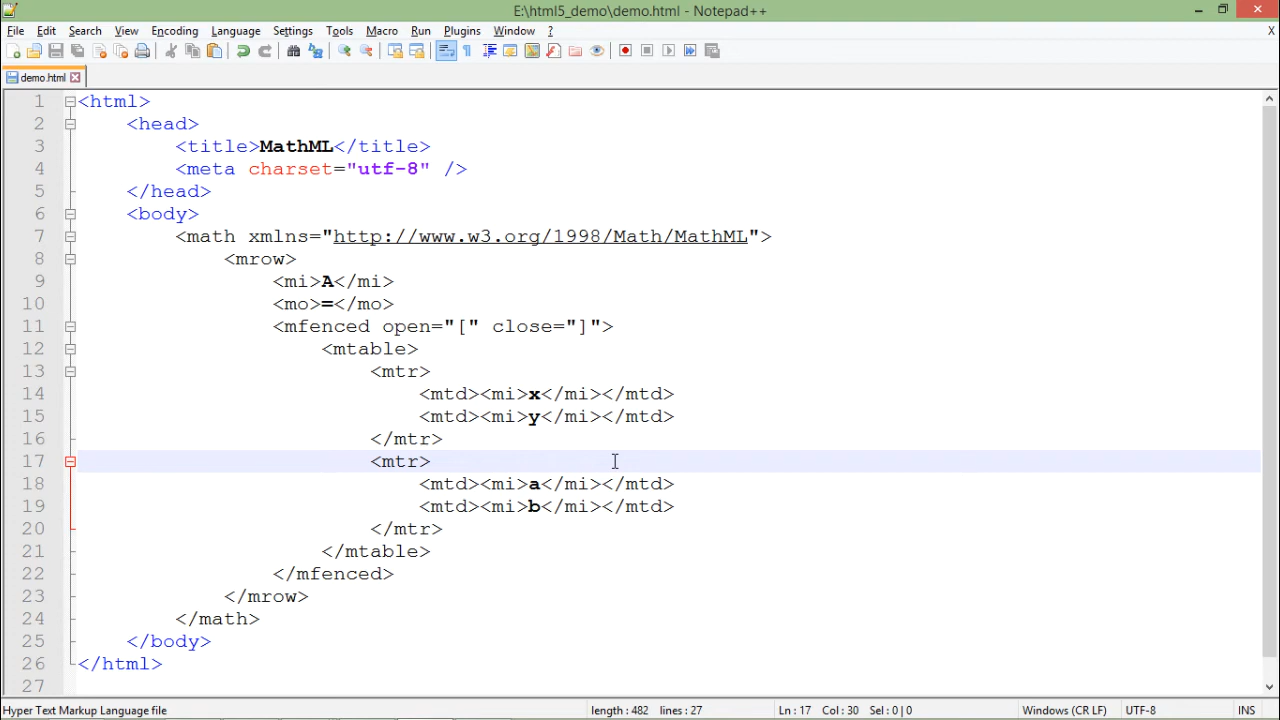 E:\html5_demo\demo.html - Notepad++
File Edit Search View Encoding Language Settings Tools Macro Run Plugins Window ? X
demo.html
1 <html>
2 <head>
3 <title>MathML</title>
4 <meta charset="utf-8" />
5 </head>
6 <body>
7 <math xmlns="http://www.w3.org/1998/Math/MathML">
8 <mrow>
9 <mi>A</mi>
10 <mo>=</mo>
11 <mfenced open="[" close="]">
12 <mtable>
13 <mtr>
14 <mtd><mi>x</mi></mtd>
15 <mtd><mi>y</mi></mtd>
16 </mtr>
17 <mtr>
18 <mtd><mi>a</mi></mtd>
19 <mtd><mi>b</mi></mtd>
20 </mtr>
21 </mtable>
22 </mfenced>
23 </mrow>
24 </math>
25 </body>
26 </html>
27
Hyper Text Markup Language file length : 482 lines : 27 Ln : 17 Col : 30 Sel : 0 | 0 Windows (CR LF) UTF-8 INS